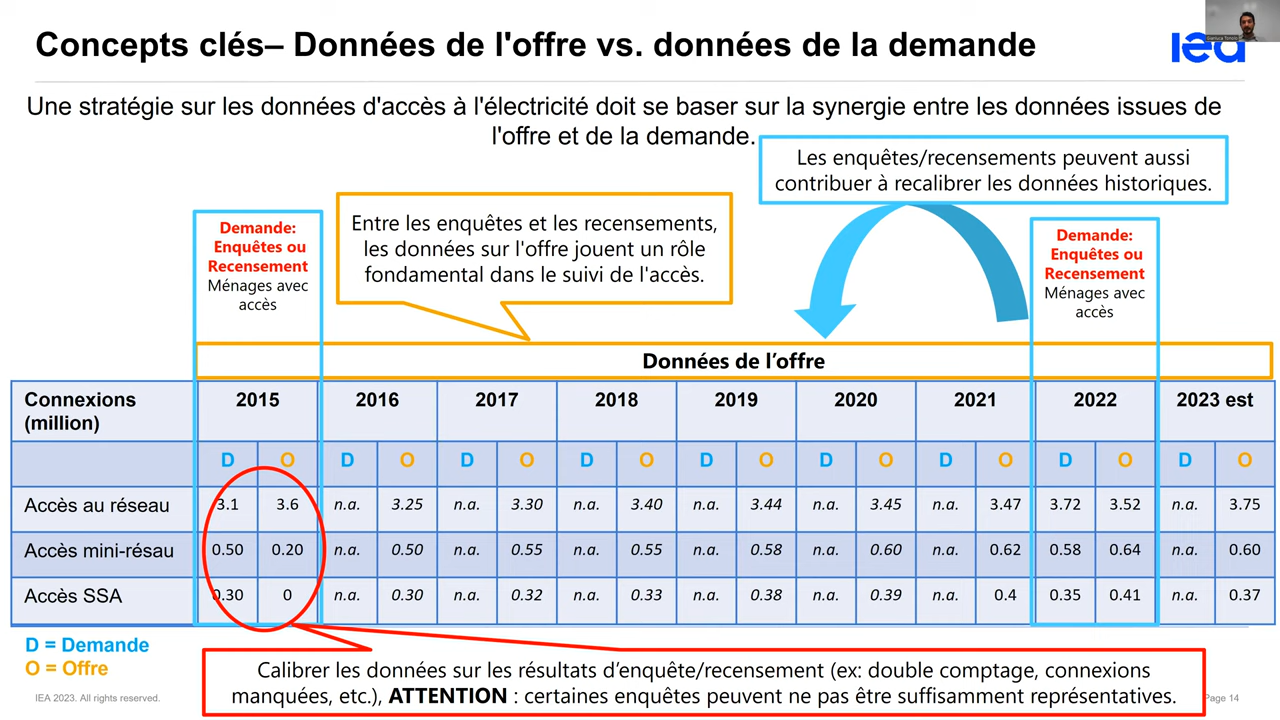 Concepts clés– Données de l'offre vs. données de la demande
iea
Une stratégie sur les données d'accès à l'électricité doit se baser sur la synergie entre les données issues de
l'offre et de la demande.
Les enquêtes/recensements peuvent aussi
contribuer à recalibrer les données historiques.
Entre les enquêtes et les recensements,
les données sur l'offre jouent un rôle
fondamental dans le suivi de l'accès.
Demande:
Enquêtes ou
Recensement
Ménages avec
accès
Demande:
Enquêtes ou
Recensement
Ménages avec
accès
Données de l’offre
Connexions
(million)
2015 2016 2017 2018 2019 2020 2021 2022 2023 est
D O D O D O D O D O D O D O D O D O
Accès au réseau 3.1 3.6 n.a. 3.25 n.a. 3.30 n.a. 3.40 n.a. 3.44 n.a. 3.45 n.a. 3.47 3.72 3.52 n.a. 3.75
Accès mini-résau 0.50 0.20 n.a. 0.50 n.a. 0.55 n.a. 0.55 n.a. 0.58 n.a. 0.60 n.a. 0.62 0.58 0.64 n.a. 0.60
Accès SSA 0.30 0 n.a. 0.30 n.a. 0.32 n.a. 0.33 n.a. 0.38 n.a. 0.39 n.a. 0.4 0.35 0.41 n.a. 0.37
D = Demande
O = Offre
Calibrer les données sur les résultats d’enquête/recensement (ex: double comptage, connexions
manquées, etc.), ATTENTION : certaines enquêtes peuvent ne pas être suffisamment représentatives.
IEA 2023. All rights reserved.
Page 14